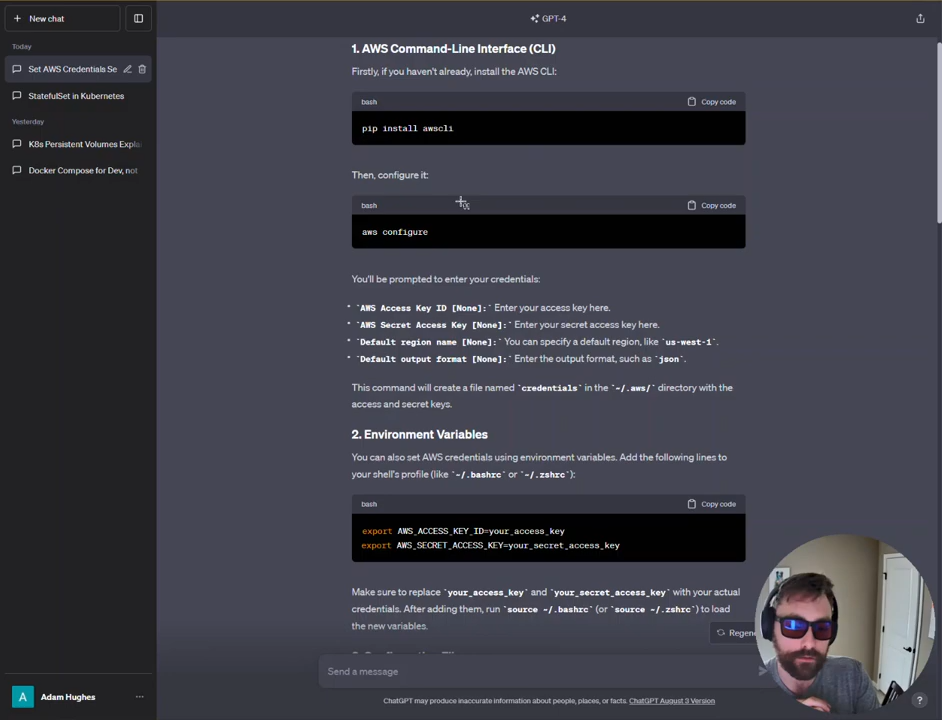 New chat
Today
Set AWS Credentials Se
StatefulSet in Kubernetes
Yesterday
K8s Persistent Volumes Expla
Docker Compose for Dev, not
A
Adam Hughes
GPT-4
1. AWS Command-Line Interface (CLI)
Firstly, if you haven't already, install the AWS CLI:
bash
Copy code
pip install awscli
Then, configure it:
bash
Copy code
aws configure
You'll be prompted to enter your credentials:
• `AWS Access Key ID [None]:` Enter your access key here.
• `AWS Secret Access Key [None]:` Enter your secret access key here.
• `Default region name [None]:` You can specify a default region, like `us-west-1`.
• `Default output format [None]:` Enter the output format, such as `json`.
This command will create a file named `credentials` in the `~/.aws/` directory with the
access and secret keys.
2. Environment Variables
You can also set AWS credentials using environment variables. Add the following lines to
your shell's profile (like `~/.bashrc` or `~/.zshrc`):
bash
Copy code
export AWS_ACCESS_KEY_ID=your_access_key
export AWS_SECRET_ACCESS_KEY=your_secret_access_key
Make sure to replace `your_access_key` and `your_secret_access_key` with your actual
credentials. After adding them, run `source ~/.bashrc` (or `source ~/.zshrc`) to load
the new variables.
Regene
Send a message
ChatGPT may produce inaccurate information about people, places, or facts. ChatGPT August 3 Version
?